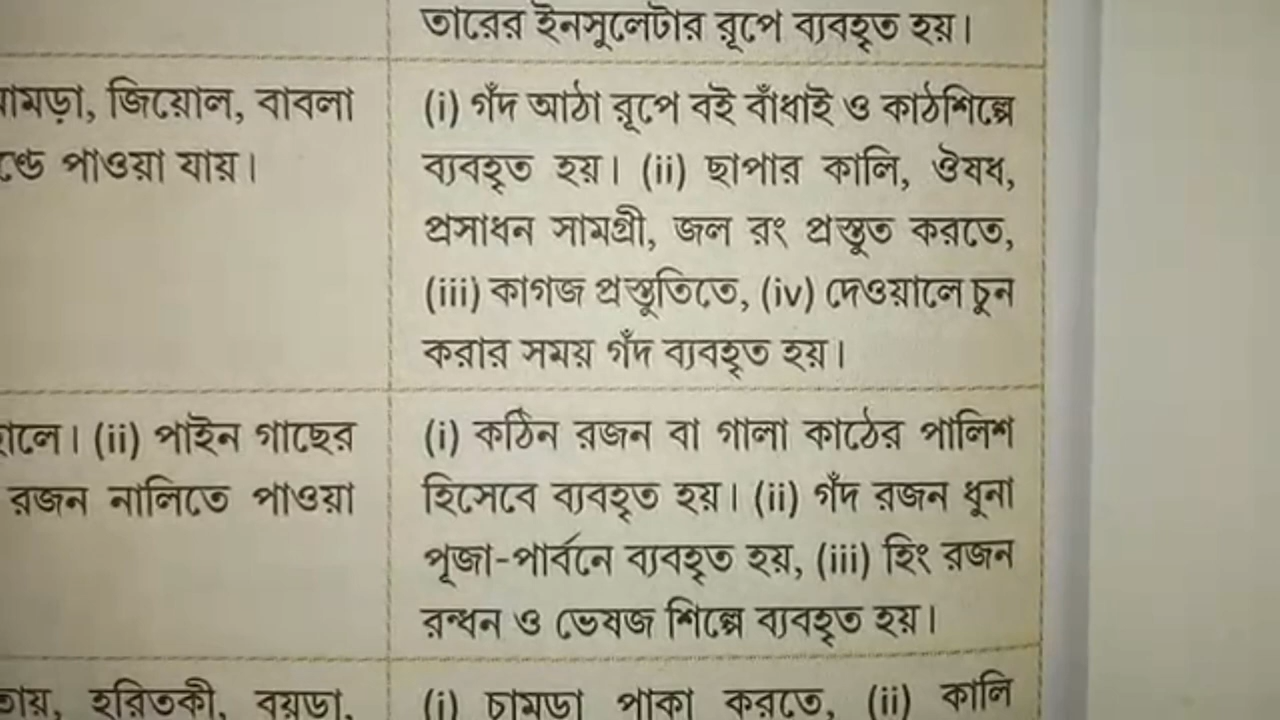 তারের ইনসুলেটার রূপে ব্যবহৃত হয়।
জিয়োল, বাবলা
পাওয়া যায়।
(i) গঁদ আঠা রূপে বই বাঁধাই ও কাঠশিল্পে
ব্যবহৃত হয়। (ii) ছাপার কালি, ঔষধ,
প্রসাধন সামগ্রী, জল রং প্রস্তুত করতে,
(iii) কাগজ প্রস্তুতিতে, (iv) দেওয়ালে চুন
করার সময় গঁদ ব্যবহৃত হয়।
(ii) পাইন গাছের
রজন নালিতে পাওয়া
(i) কঠিন রজন বা গালা কাঠের পালিশ
হিসেবে ব্যবহৃত হয়। (ii) গঁদ রজন ধুনা
পূজা-পার্বনে ব্যবহৃত হয়, (iii) হিং রজন
রন্ধন ও ভেষজ শিল্পে ব্যবহৃত হয়।
হরিতকী, বয়ড়া,
(i) চামড়া পাকা করতে, (ii) কালি